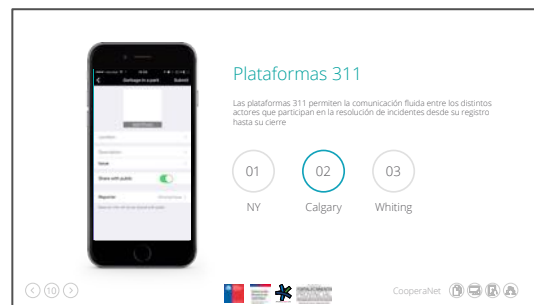 Garbage in a park
Submit
Location
Description
Issue
Share with public
Reporter
Plataformas 311
Las plataformas 311 permiten la comunicación fluida entre los distintos
actores que participan en la resolución de incidentes desde su registro
hasta su cierre
01
02
03
NY
Calgary
Whiting
10
CooperaNet